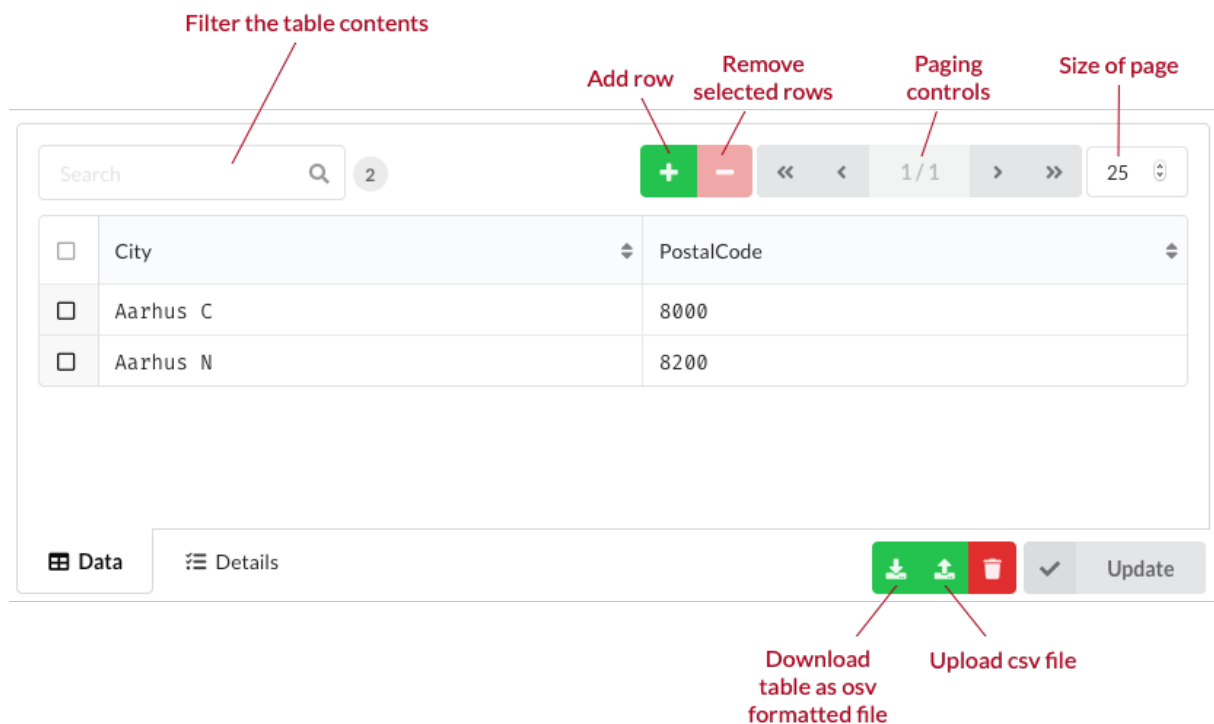 Filter the table contents
Add row
Remove
selected rows
Paging
controls
Size of page
Search
2
1/1
25
City
PostalCode
Aarhus C
8000
Aarhus N
8200
Data
Details
Update
Download
table as osv
formatted file
Upload csv file